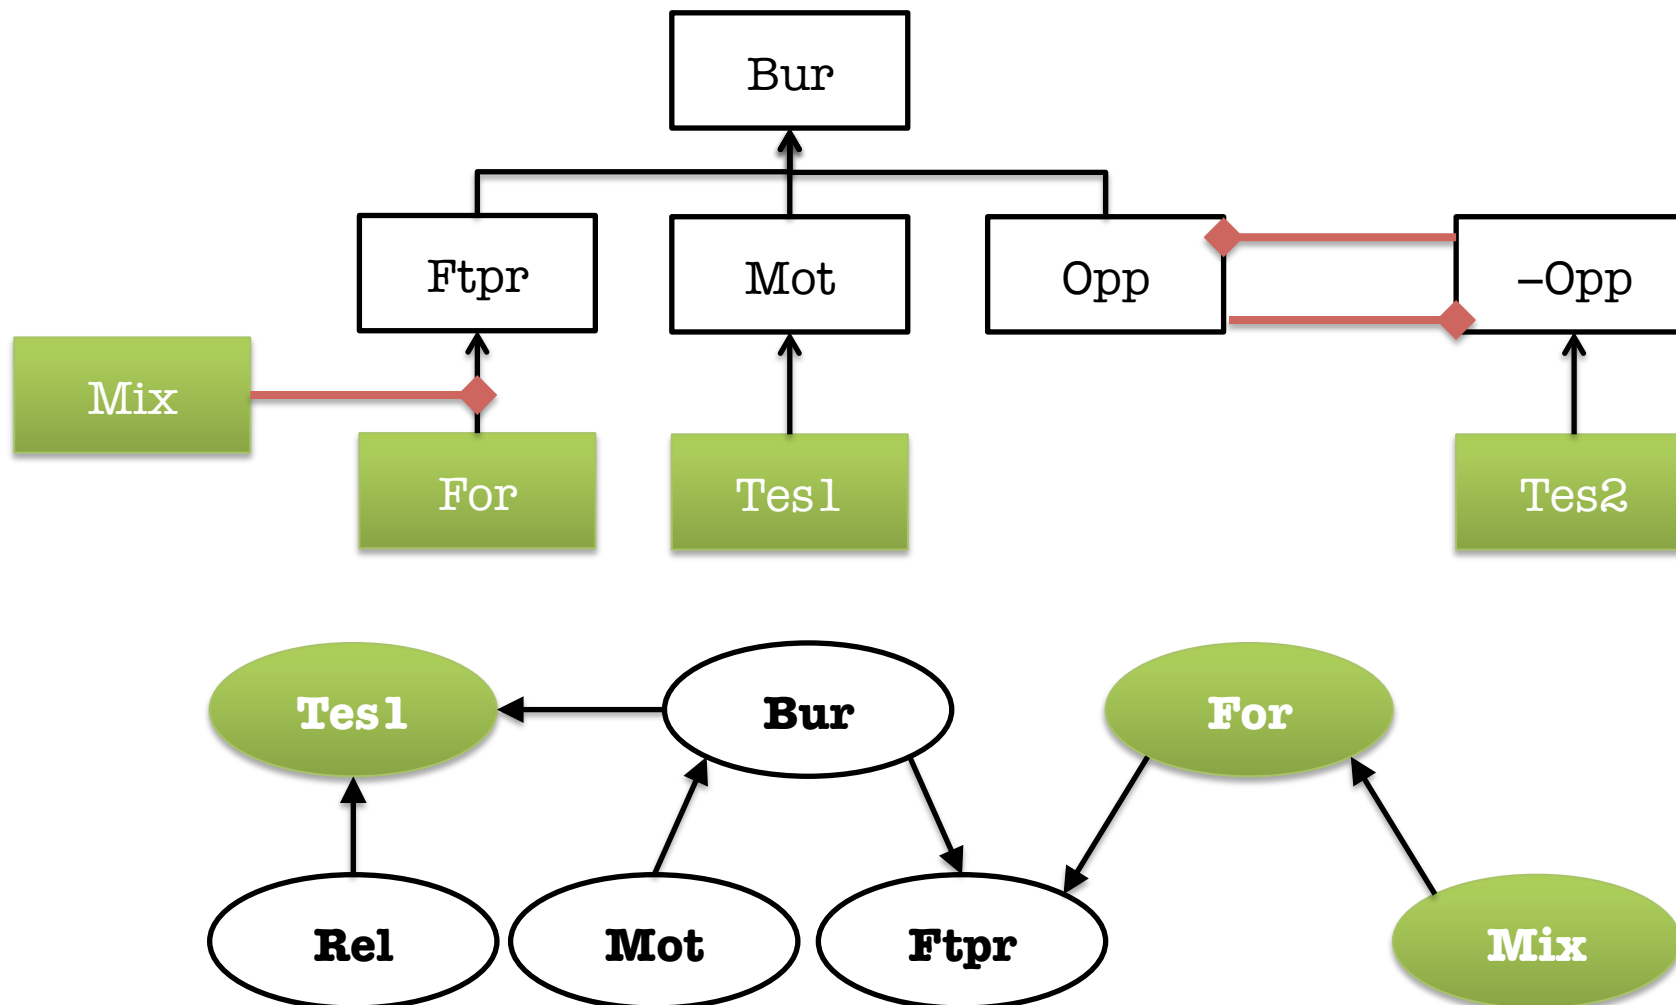 Bur
Ftpr
Mot
Opp
–Opp
Mix
For
Tes1
Tes2
Tes1
Bur
For
Rel
Mot
Ftpr
Mix